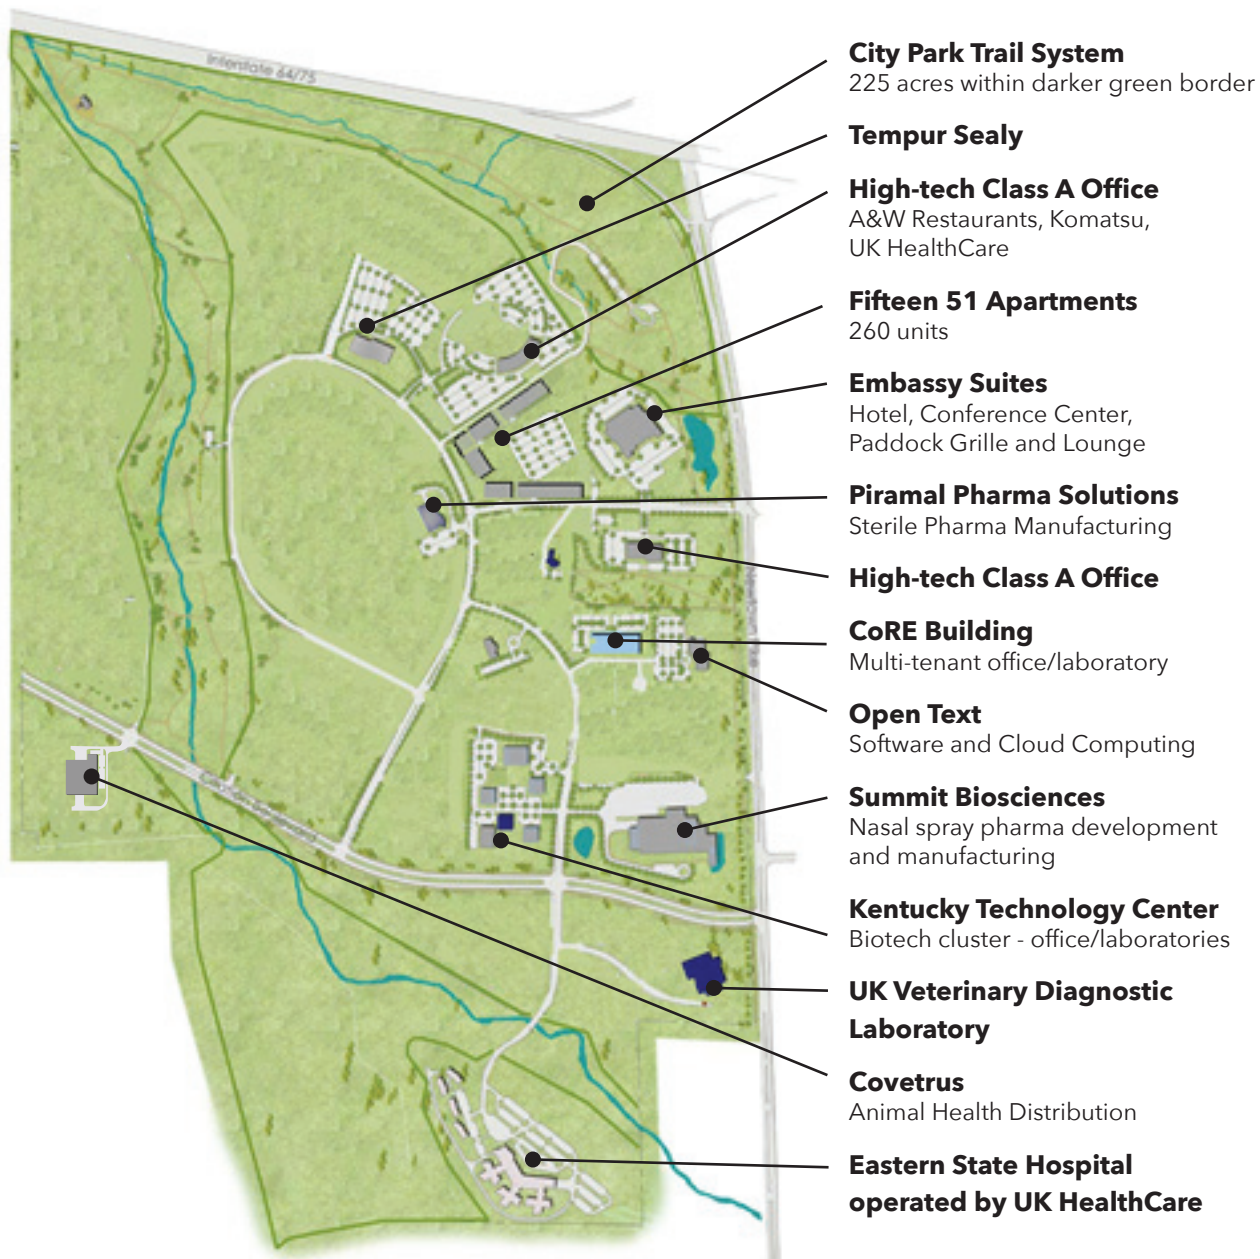 Interstate 64/75
City Park Trail System
225 acres within darker green border
Tempur Sealy
High-tech Class A Office
A&W Restaurants, Komatsu,
UK HealthCare
Fifteen 51 Apartments
260 units
Embassy Suites
Hotel, Conference Center,
Paddock Grille and Lounge
Piramal Pharma Solutions
Sterile Pharma Manufacturing
High-tech Class A Office
CoRE Building
Multi-tenant office/laboratory
Open Text
Software and Cloud Computing
Summit Biosciences
Nasal spray pharma development
and manufacturing
Kentucky Technology Center
Biotech cluster - office/laboratories
UK Veterinary Diagnostic
Laboratory
Covetrus
Animal Health Distribution
Eastern State Hospital
operated by UK HealthCare